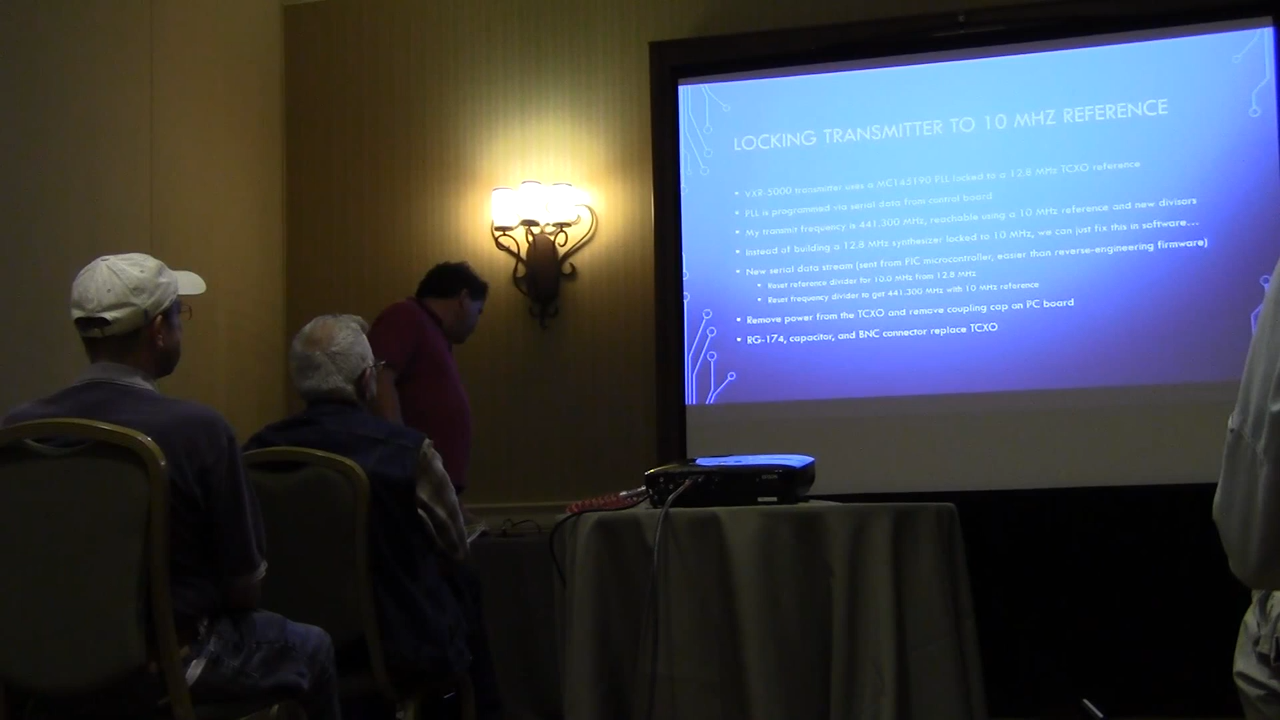 LOCKING TRANSMITTER TO 10 MHZ REFERENCE
• VXR-5000 transmitter uses a MC145190 PLL locked to a 12.8 MHz TCXO reference
• PLL is programmed via serial data from control board
• My transmit frequency is 441.300 MHz, reachable using a 10 MHz reference and new divisors
• Instead of building a 12.8 MHz synthesizer locked to 10 MHz, we can just fix this in software...
• New serial data stream (sent from PIC microcontroller, easier than reverse-engineering firmware)
• Reset reference divider for 10.0 MHz from 12.8 MHz
• Reset frequency divider to get 441.300 MHz with 10 MHz reference
• Remove power from the TCXO and remove coupling cap on PC board
• RG-174, capacitor, and BNC connector replace TCXO